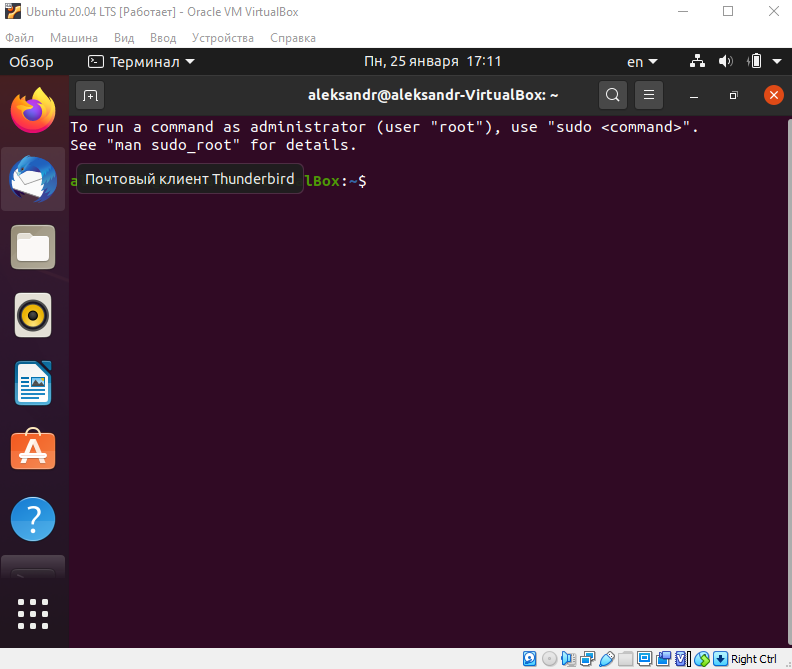 Ubuntu 20.04 LTS [Работает] - Oracle VM VirtualBox
Файл Машина Вид Ввод Устройства Справка
Обзор Терминал Пн, 25 января 17:11 en
aleksandr@aleksandr-VirtualBox: ~
To run a command as administrator (user "root"), use "sudo <command>".
See "man sudo_root" for details.
a Почтовый клиент Thunderbird lBox:~$
Right Ctrl